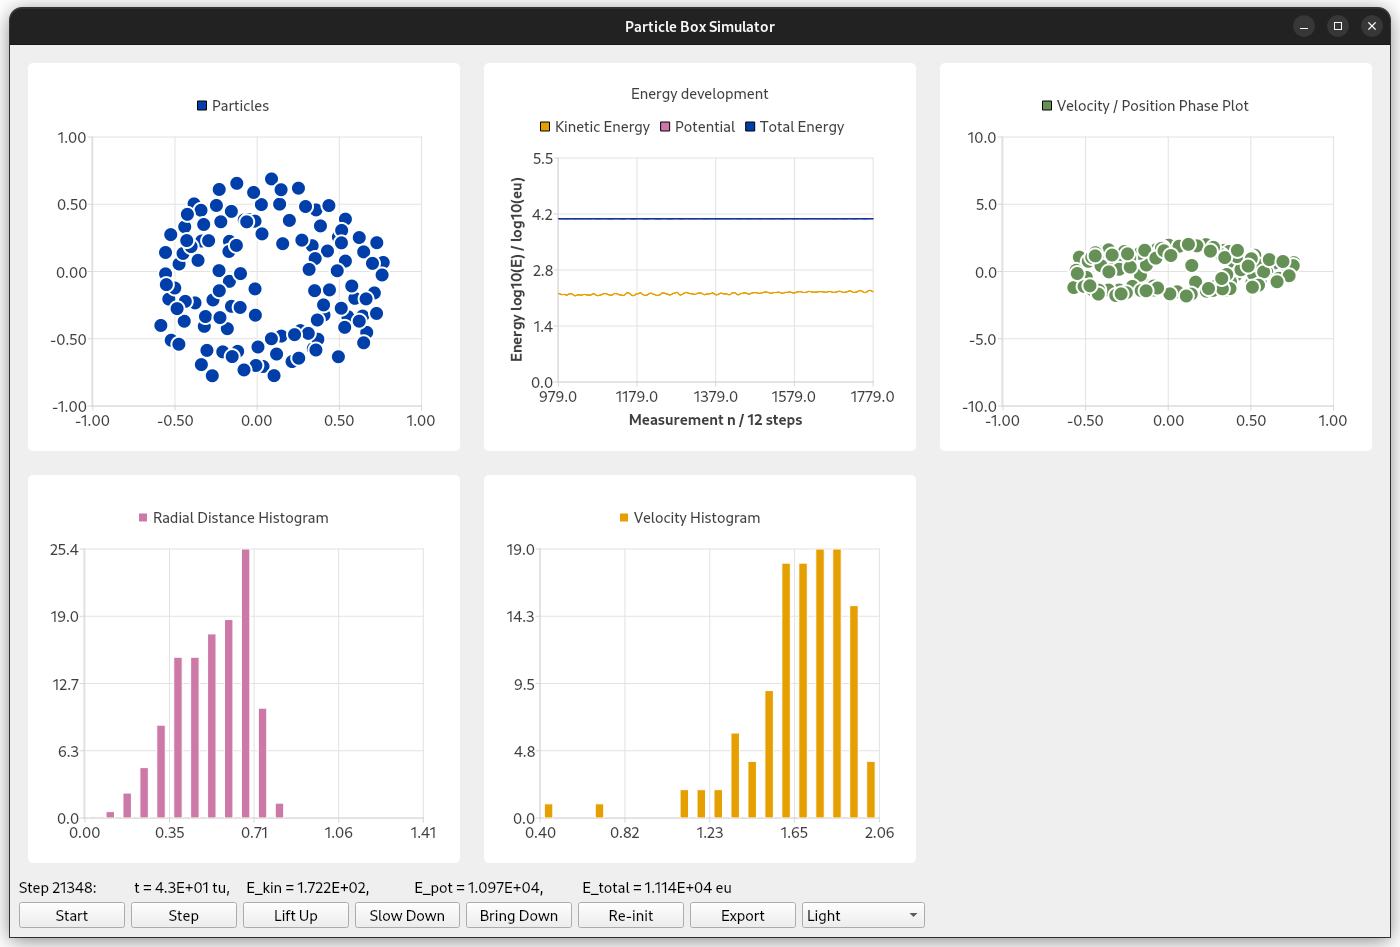 Particle Box Simulator
Particles
1.00
0.50
0.00
-0.50
-1.00
-1.00 -0.50 0.00 0.50 1.00
Energy development
Kinetic Energy Potential Total Energy
Energy log10(E) / log10(eu)
5.5
4.2
2.8
1.4
0.0
979.0 1179.0 1379.0 1579.0 1779.0
Measurement n / 12 steps
Velocity / Position Phase Plot
10.0
5.0
0.0
-5.0
-10.0
-1.00 -0.50 0.00 0.50 1.00
Radial Distance Histogram
25.4
19.0
12.7
6.3
0.0
0.00 0.35 0.71 1.06 1.41
Velocity Histogram
19.0
14.3
9.5
4.8
0.0
0.40 0.82 1.23 1.65 2.06
Step 21348: t = 4.3E+01 tu, E_kin = 1.722E+02, E_pot = 1.097E+04, E_total = 1.114E+04 eu
Start Step Lift Up Slow Down Bring Down Re-init Export Light